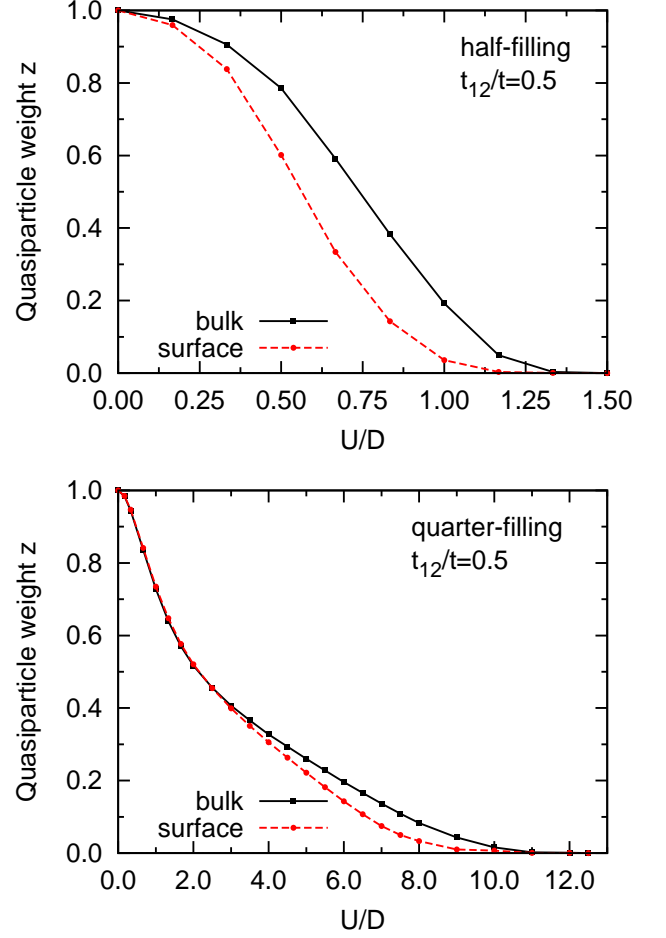 1.0
0.8
0.6
0.4
0.2
0.0
Quasiparticle weight z
half-filling
t12/t=0.5
bulk
surface
0.00 0.25 0.50 0.75 1.00 1.25 1.50
U/D
1.0
0.8
0.6
0.4
0.2
0.0
Quasiparticle weight z
quarter-filling
t12/t=0.5
bulk
surface
0.0 2.0 4.0 6.0 8.0 10.0 12.0
U/D